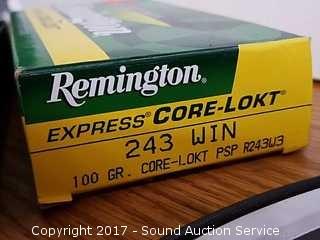 Remington®
EXPRESS® CORE-LOKT®
243 WIN
100 GR. CORE-LOKT PSP R243W3
Copyright 2017 - Sound Auction Service